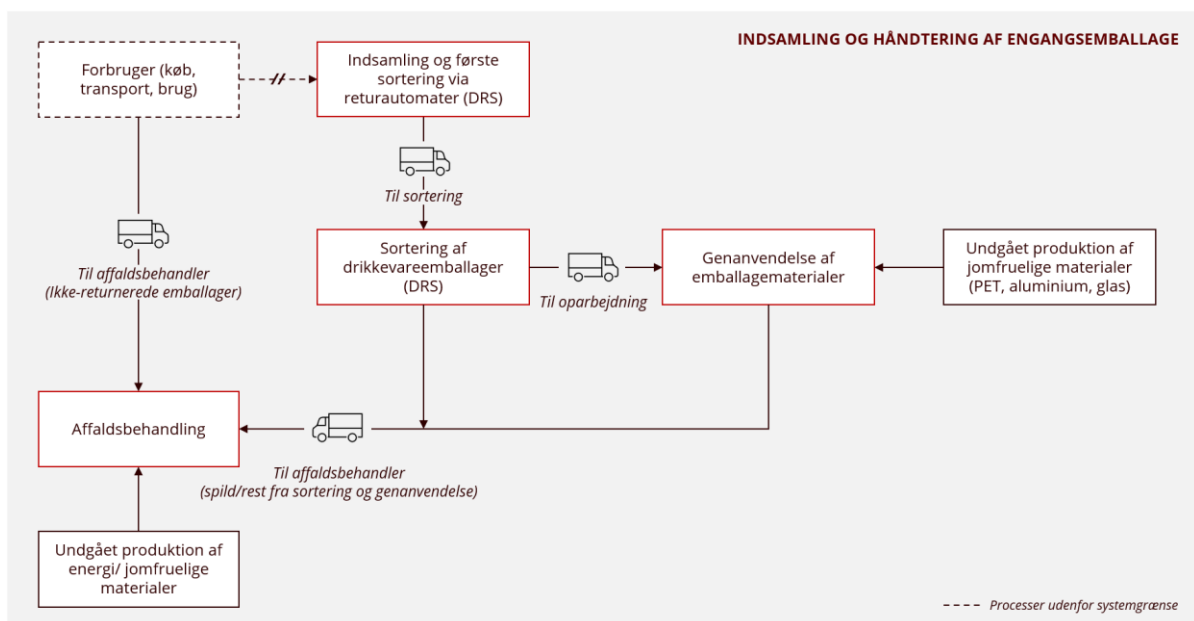 INDSAMLING OG HÅNDTERING AF ENGANGSEMBALLAGE
Forbruger (køb,
transport, brug)
Indsamling og første
sortering via
returautomater (DRS)
Til sortering
Til affaldsbehandler
(Ikke-returnerede emballager)
Sortering af
drikkevareemballager
(DRS)
Til oparbejdning
Genanvendelse af
emballagematerialer
Undgået produktion af
jomfruelige materialer
(PET, aluminium, glas)
Affaldsbehandling
Til affaldsbehandler
(spild/rest fra sortering og genanvendelse)
Undgået produktion af
energi/ jomfruelige
materialer
Processer udenfor systemgrænse